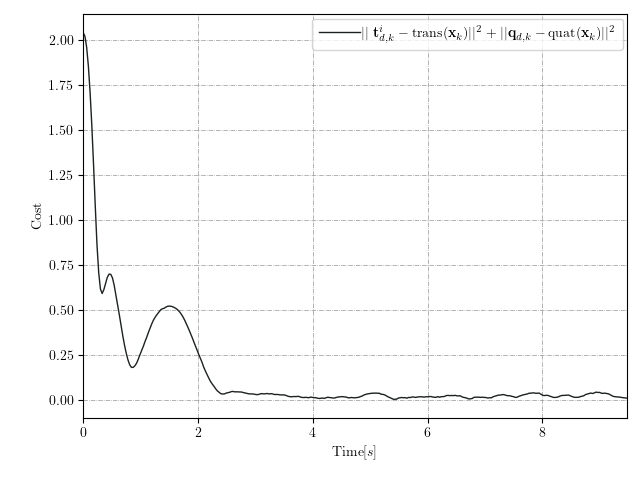 || t^i_{d,k} − trans(x_k)||^2 + ||q_{d,k} − quat(x_k)||^2
2.00
1.75
1.50
1.25
1.00
0.75
0.50
0.25
0.00
Cost
0 2 4 6 8
Time[s]